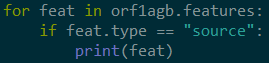 for feat in orf1agb.features:
    if feat.type == "source":
        print(feat)